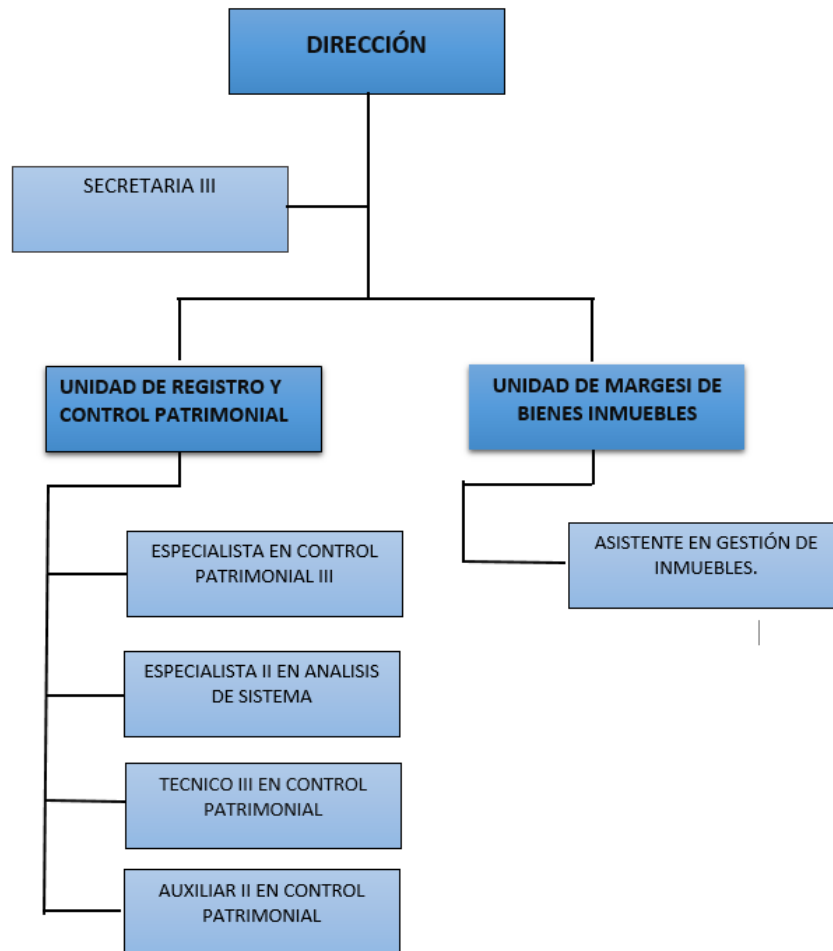 DIRECCIÓN
SECRETARIA III
UNIDAD DE REGISTRO Y
CONTROL PATRIMONIAL
UNIDAD DE MARGESI DE
BIENES INMUEBLES
ESPECIALISTA EN CONTROL
PATRIMONIAL III
ESPECIALISTA II EN ANALISIS
DE SISTEMA
TECNICO III EN CONTROL
PATRIMONIAL
AUXILIAR II EN CONTROL
PATRIMONIAL
ASISTENTE EN GESTIÓN DE
INMUEBLES.